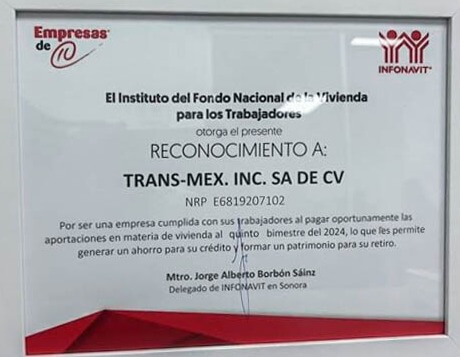 Empresas
de 10
INFONAVIT
El Instituto del Fondo Nacional de la Vivienda
para los Trabajadores
otorga el presente
RECONOCIMIENTO A:
TRANS-MEX. INC. SA DE CV
NRP E6819207102
Por ser una empresa cumplida con sus trabajadores al pagar oportunamente las
aportaciones en materia de vivienda al quinto bimestre del 2024, lo que les permite
generar un ahorro para su crédito y formar un patrimonio para su retiro.
Mtro. Jorge Alberto Borbón Sáinz
Delegado de INFONAVIT en Sonora